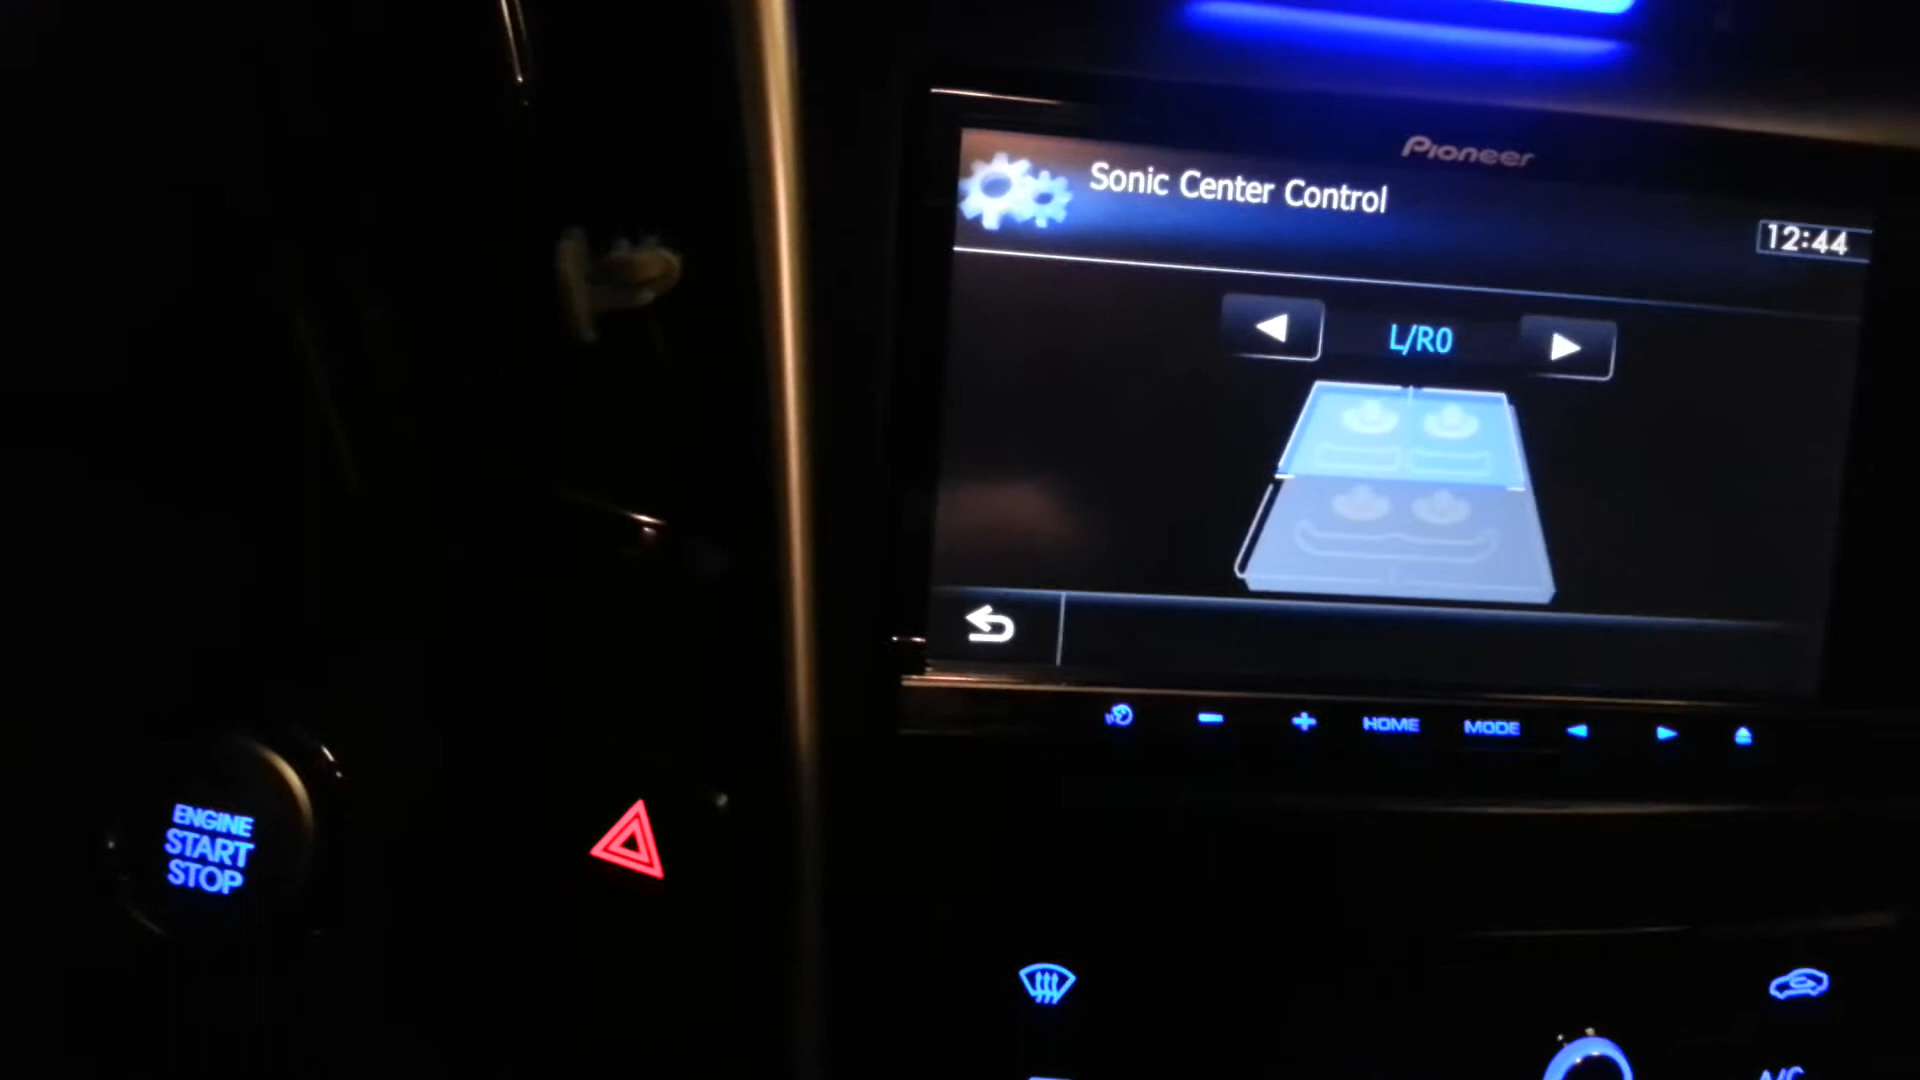 Pioneer
Sonic Center Control
12:44
L/R0
HOME
MODE
ENGINE
START
STOP
A/C